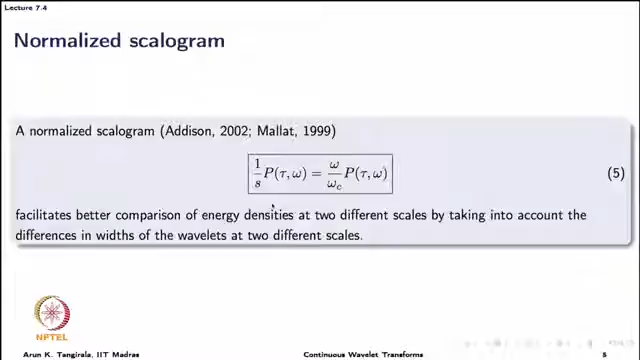 Lecture 7.4
Normalized scalogram
A normalized scalogram (Addison, 2002; Mallat, 1999)
1/s P(τ, ω) = ω/ω_c P(τ, ω) (5)
facilitates better comparison of energy densities at two different scales by taking into account the
differences in widths of the wavelets at two different scales.
NPTEL
Arun K. Tangirala, IIT Madras Continuous Wavelet Transforms